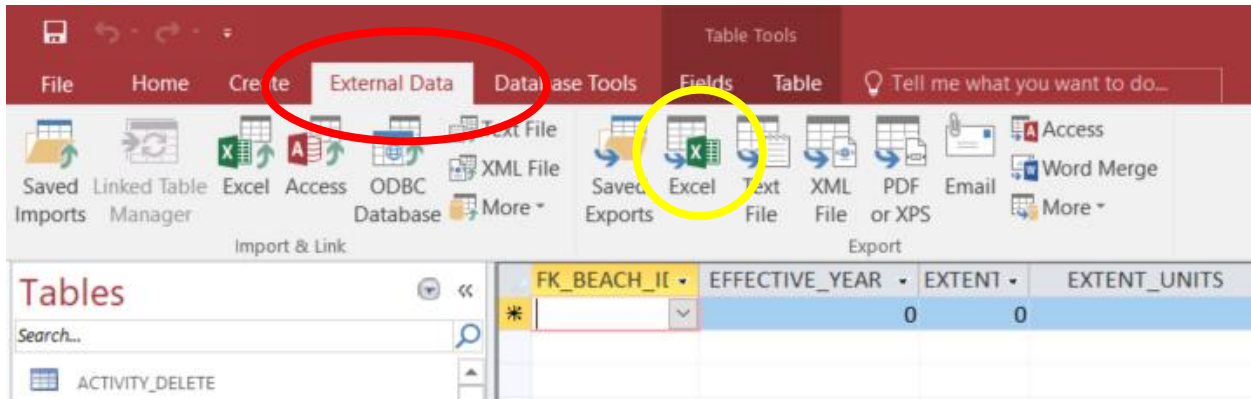 Table Tools
File Home Create External Data Database Tools Fields Table Tell me what you want to do...
Saved Imports
Linked Table Manager
Excel
Access
ODBC Database
Text File
XML File
More
Import & Link
Saved Exports
Excel
Text File
XML File
PDF or XPS
Email
Access
Word Merge
More
Export
Tables
Search...
ACTIVITY_DELETE
FK_BEACH_II EFFECTIVE_YEAR EXTENT EXTENT_UNITS
0 0